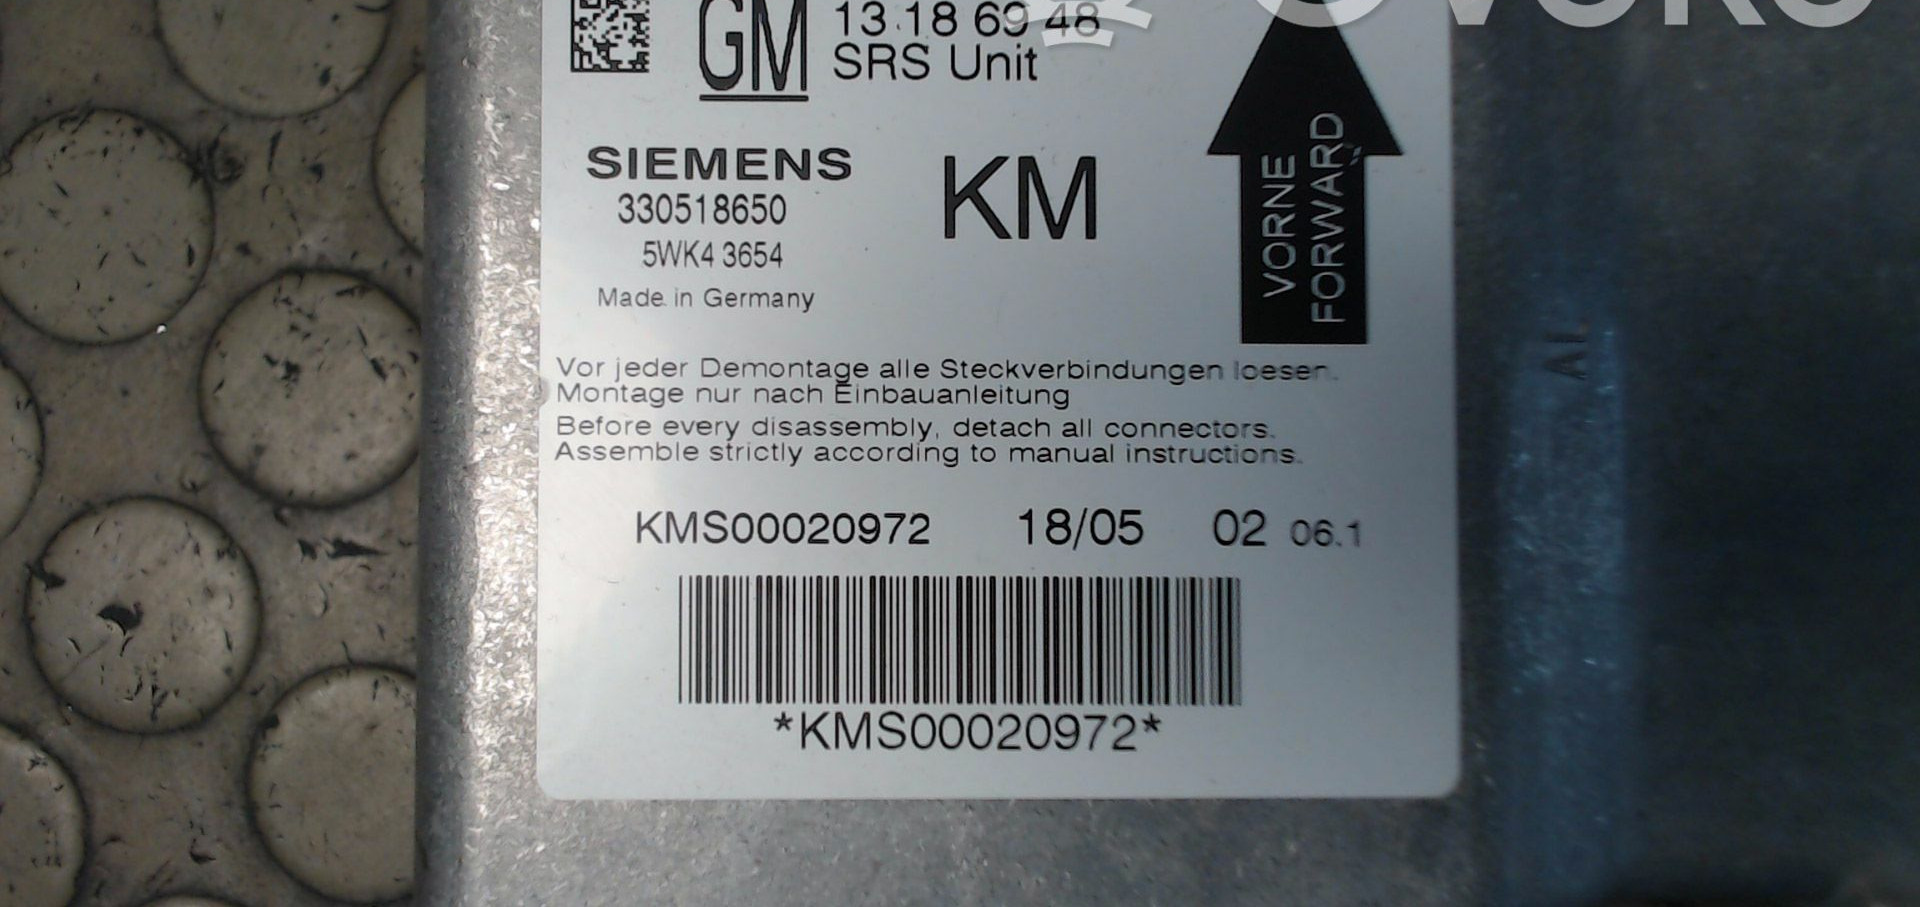 GM
13 18 69 48
SRS Unit
SIEMENS
330518650
5WK4 3654
Made in Germany
KM
VORNE
FORWARD
Vor jeder Demontage alle Steckverbindungen loesen.
Montage nur nach Einbauanleitung
Before every disassembly, detach all connectors.
Assemble strictly according to manual instructions.
KMS00020972 18/05 02 06.1
*KMS00020972*